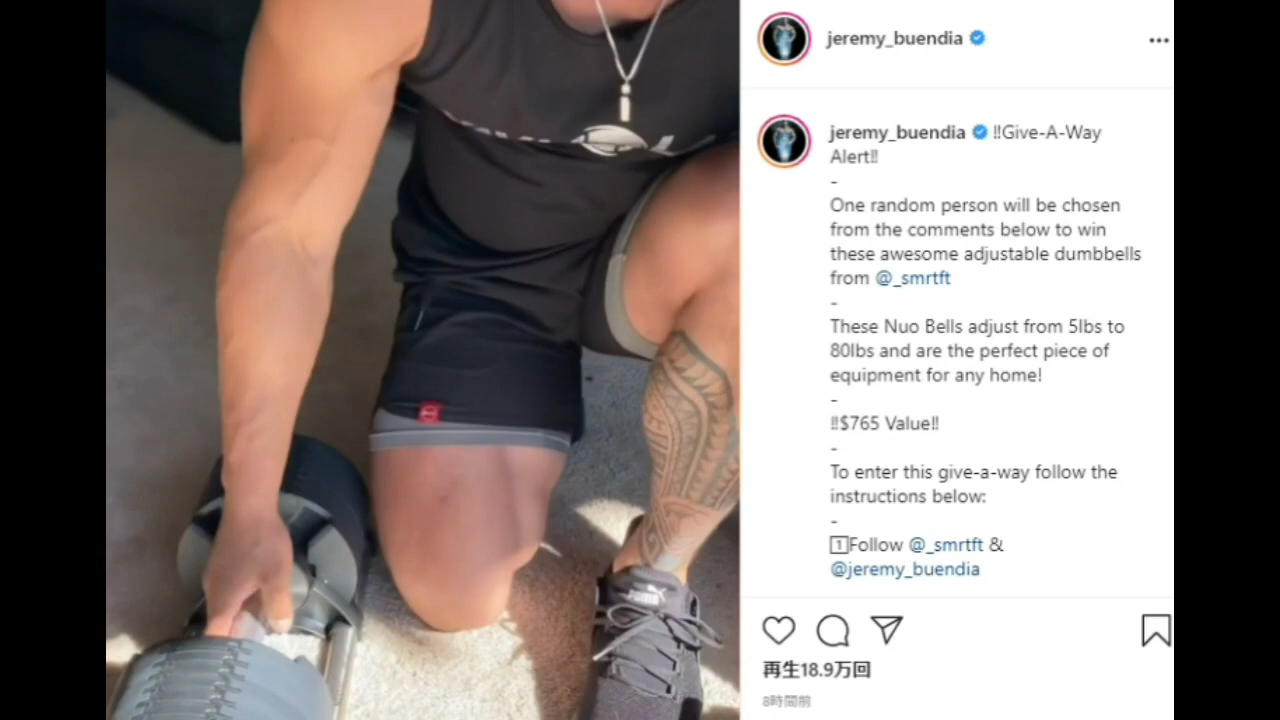 jeremy_buendia
jeremy_buendia ‼Give-A-Way
Alert‼
-
One random person will be chosen
from the comments below to win
these awesome adjustable dumbbells
from @_smrtft
-
These Nuo Bells adjust from 5lbs to
80lbs and are the perfect piece of
equipment for any home!
-
‼$765 Value‼
-
To enter this give-a-way follow the
instructions below:
-
1️⃣Follow @_smrtft &
@jeremy_buendia
再生18.9万回
8時間前
PUMA